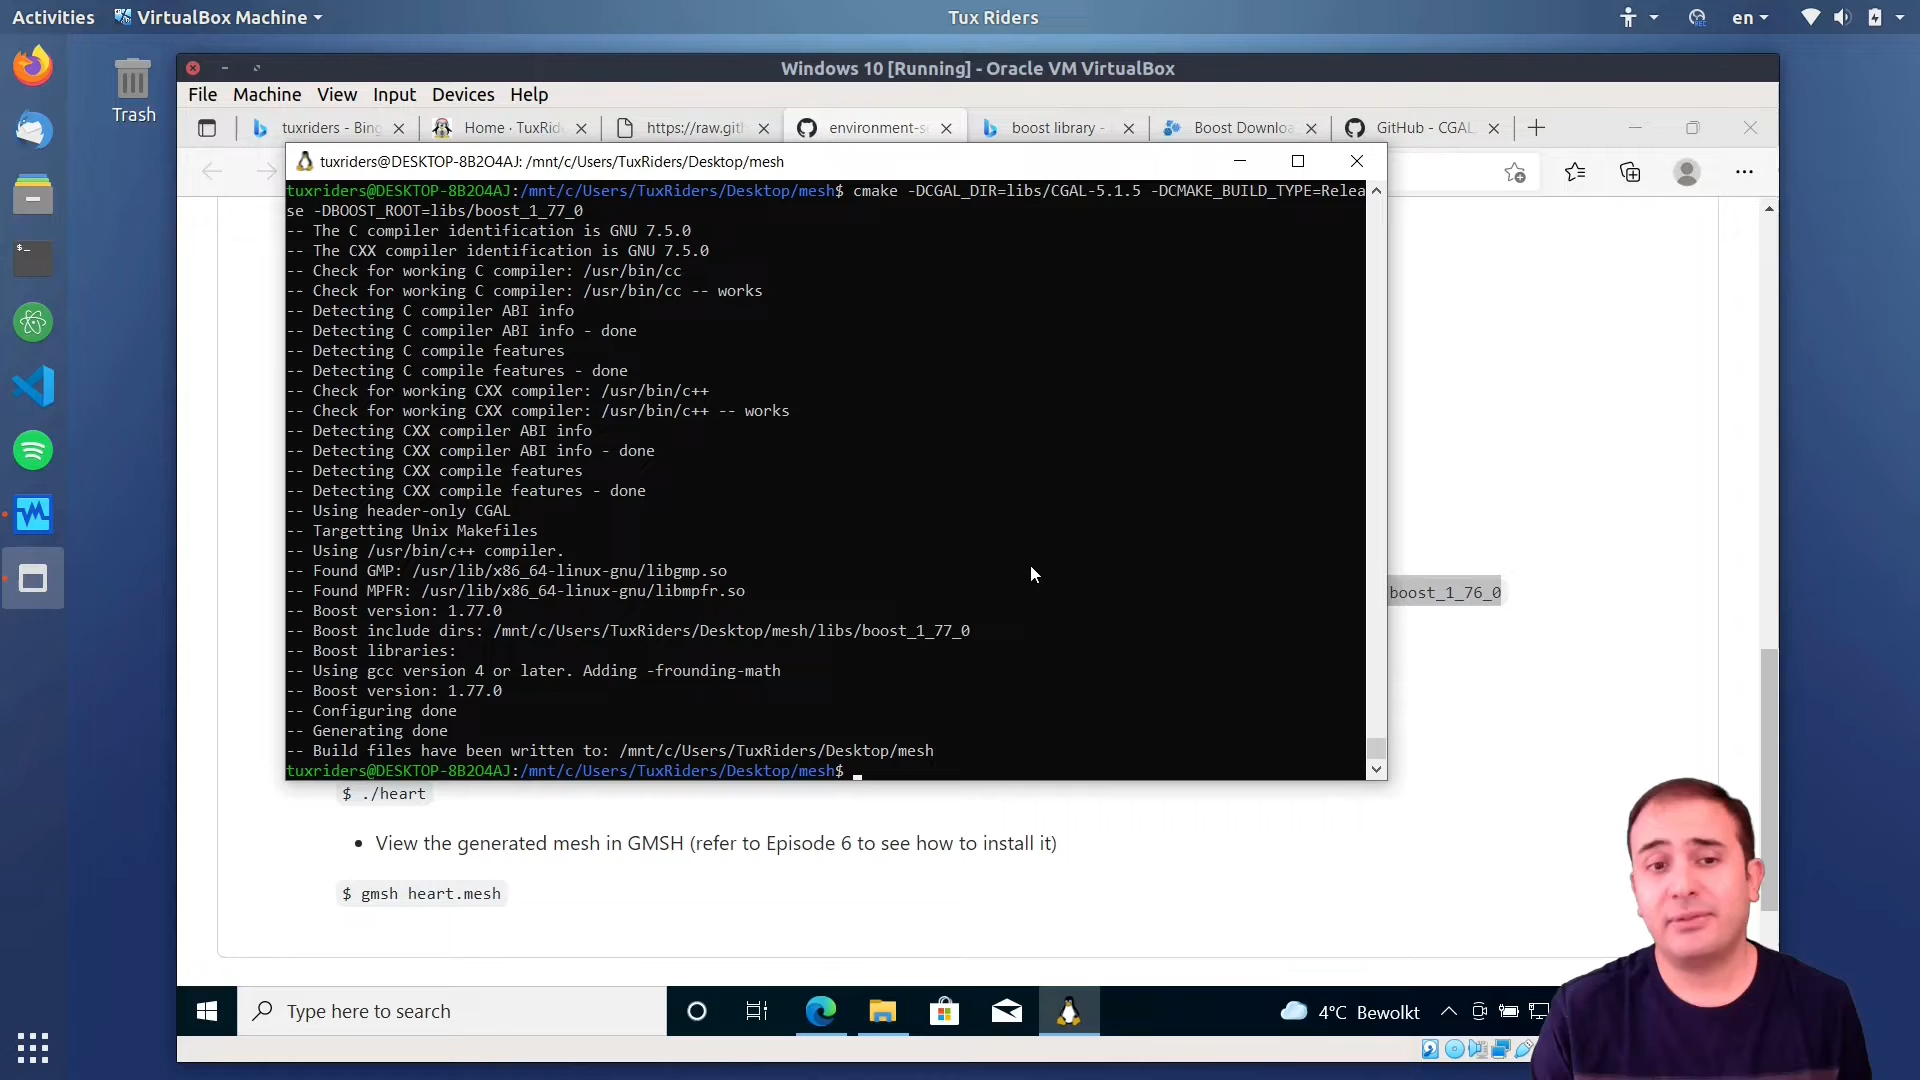 Activities
VirtualBox Machine
Tux Riders
en
Trash
Windows 10 [Running] - Oracle VM VirtualBox
File Machine View Input Devices Help
tuxriders - Bing
Home · TuxRid
https://raw.gith
environment-s
boost library -
Boost Downloa
GitHub - CGAL
tuxriders@DESKTOP-8B2O4AJ: /mnt/c/Users/TuxRiders/Desktop/mesh
tuxriders@DESKTOP-8B2O4AJ:/mnt/c/Users/TuxRiders/Desktop/mesh$ cmake -DCGAL_DIR=libs/CGAL-5.1.5 -DCMAKE_BUILD_TYPE=Relea
se -DBOOST_ROOT=libs/boost_1_77_0
-- The C compiler identification is GNU 7.5.0
-- The CXX compiler identification is GNU 7.5.0
-- Check for working C compiler: /usr/bin/cc
-- Check for working C compiler: /usr/bin/cc -- works
-- Detecting C compiler ABI info
-- Detecting C compiler ABI info - done
-- Detecting C compile features
-- Detecting C compile features - done
-- Check for working CXX compiler: /usr/bin/c++
-- Check for working CXX compiler: /usr/bin/c++ -- works
-- Detecting CXX compiler ABI info
-- Detecting CXX compiler ABI info - done
-- Detecting CXX compile features
-- Detecting CXX compile features - done
-- Using header-only CGAL
-- Targetting Unix Makefiles
-- Using /usr/bin/c++ compiler.
-- Found GMP: /usr/lib/x86_64-linux-gnu/libgmp.so
-- Found MPFR: /usr/lib/x86_64-linux-gnu/libmpfr.so
-- Boost version: 1.77.0
-- Boost include dirs: /mnt/c/Users/TuxRiders/Desktop/mesh/libs/boost_1_77_0
-- Boost libraries:
-- Using gcc version 4 or later. Adding -frounding-math
-- Boost version: 1.77.0
-- Configuring done
-- Generating done
-- Build files have been written to: /mnt/c/Users/TuxRiders/Desktop/mesh
tuxriders@DESKTOP-8B2O4AJ:/mnt/c/Users/TuxRiders/Desktop/mesh$
boost_1_76_0
$ ./heart
• View the generated mesh in GMSH (refer to Episode 6 to see how to install it)
$ gmsh heart.mesh
Type here to search
4°C Bewolkt